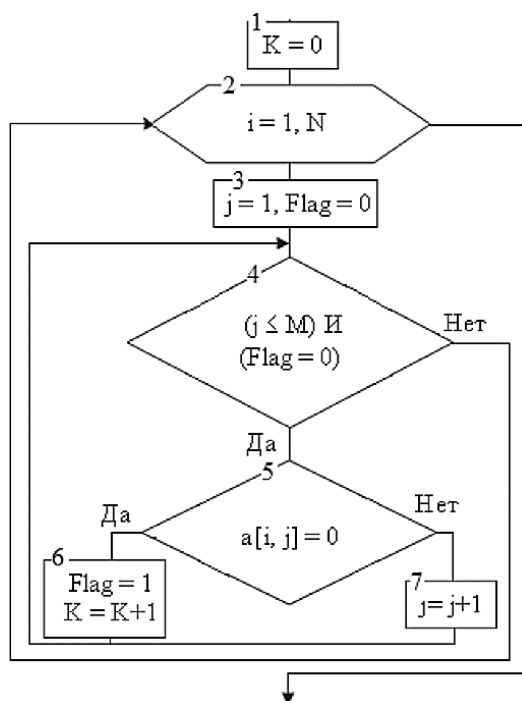 1
K = 0
2
i = 1, N
3
j = 1, Flag = 0
4
(j ≤ M) И
(Flag = 0)
Нет
Да
5
a[i, j] = 0
Да
Нет
6
Flag = 1
K = K+1
7
j= j+1